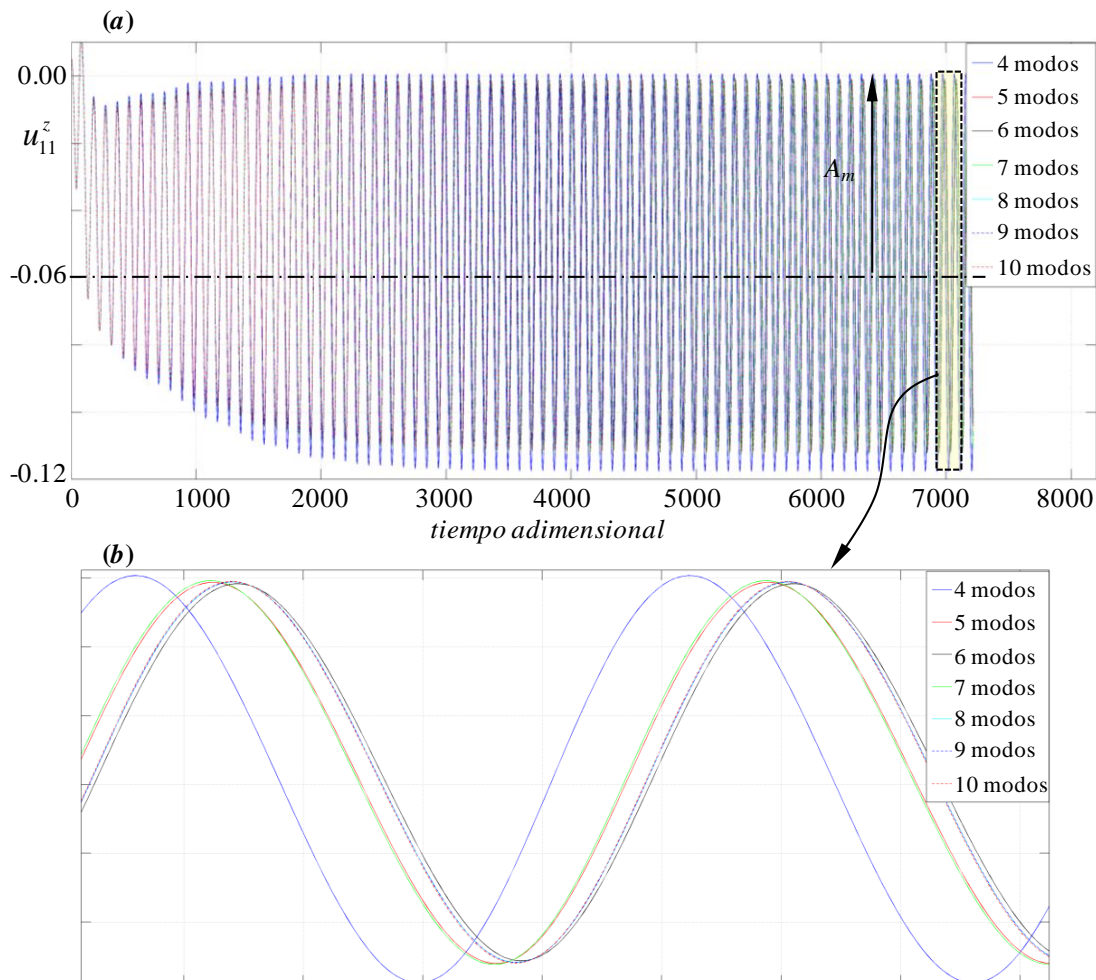 (a)
0.00
u_{11}^{z}
-0.06
-0.12
A_m
4 modos
5 modos
6 modos
7 modos
8 modos
9 modos
10 modos
0 1000 2000 3000 4000 5000 6000 7000 8000
tiempo adimensional
(b)
4 modos
5 modos
6 modos
7 modos
8 modos
9 modos
10 modos